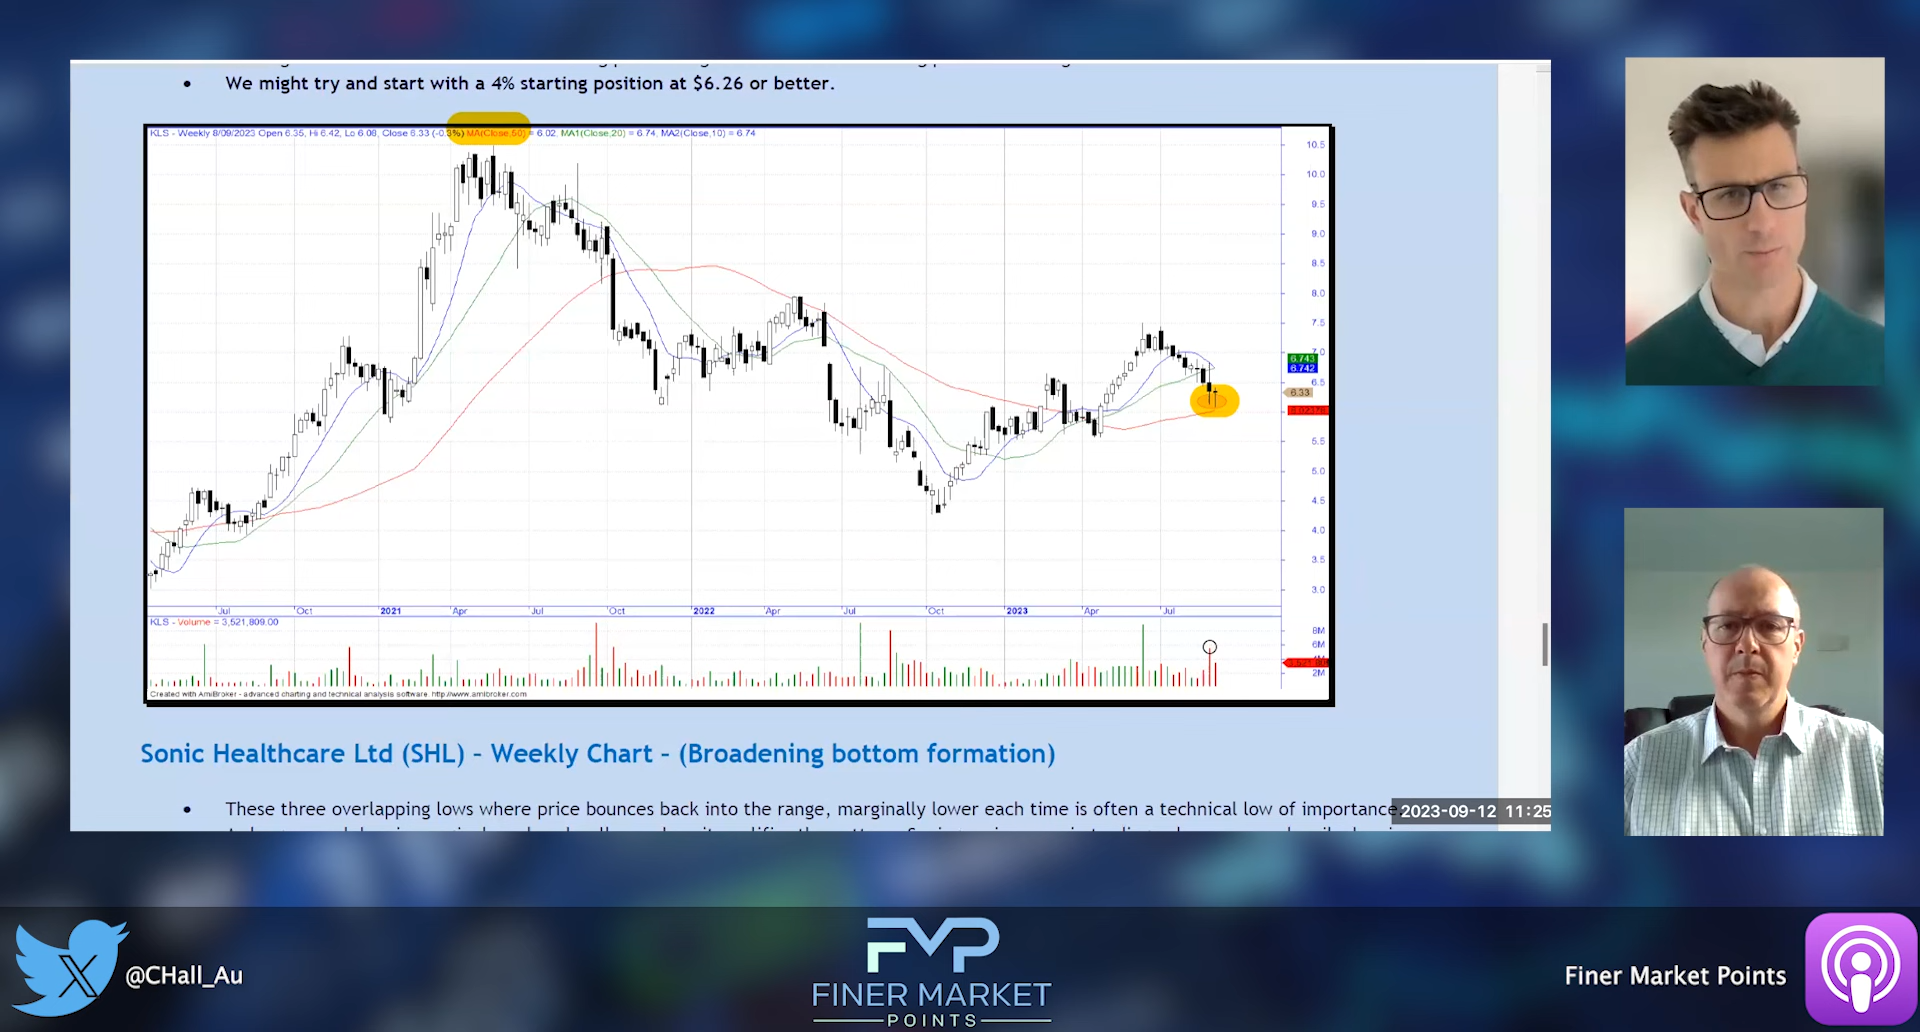 We might try and start with a 4% starting position at $6.26 or better.
KLS - Weekly 8/09/2023 Open 6.35, Hi 6.42, Lo 6.08, Close 6.33 (-0.3%) MA(Close,50) = 6.02, MA1(Close,20) = 6.74, MA2(Close,10) = 6.74
10.5
10.0
9.5
9.0
8.5
8.0
7.5
7.0
6.743
6.742
6.5
6.33
5.5
5.0
4.5
4.0
3.5
3.0
Jul Oct 2021 Apr Jul Oct 2022 Apr Jul Oct 2023 Apr Jul
KLS - Volume = 3,521,809.00
8M
6M
4M
2M
Created with AmiBroker - advanced charting and technical analysis software http://www.amibroker.com
Sonic Healthcare Ltd (SHL) – Weekly Chart – (Broadening bottom formation)
These three overlapping lows where price bounces back into the range, marginally lower each time is often a technical low of importance
2023-09-12 11:25
X
@CHall_Au
FMP
FINER MARKET
POINTS
Finer Market Points